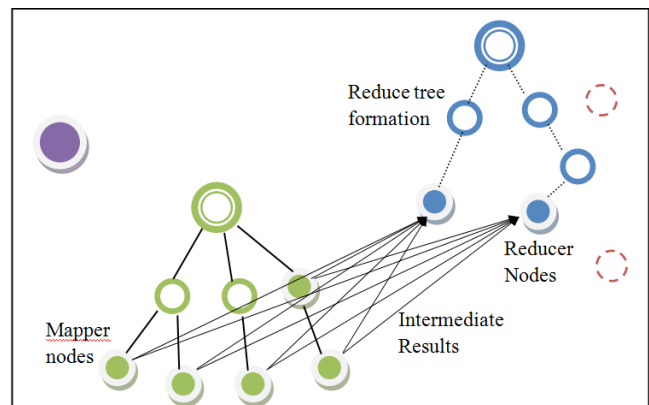 Reduce tree
formation
Reducer
Nodes
Mapper
nodes
Intermediate
Results